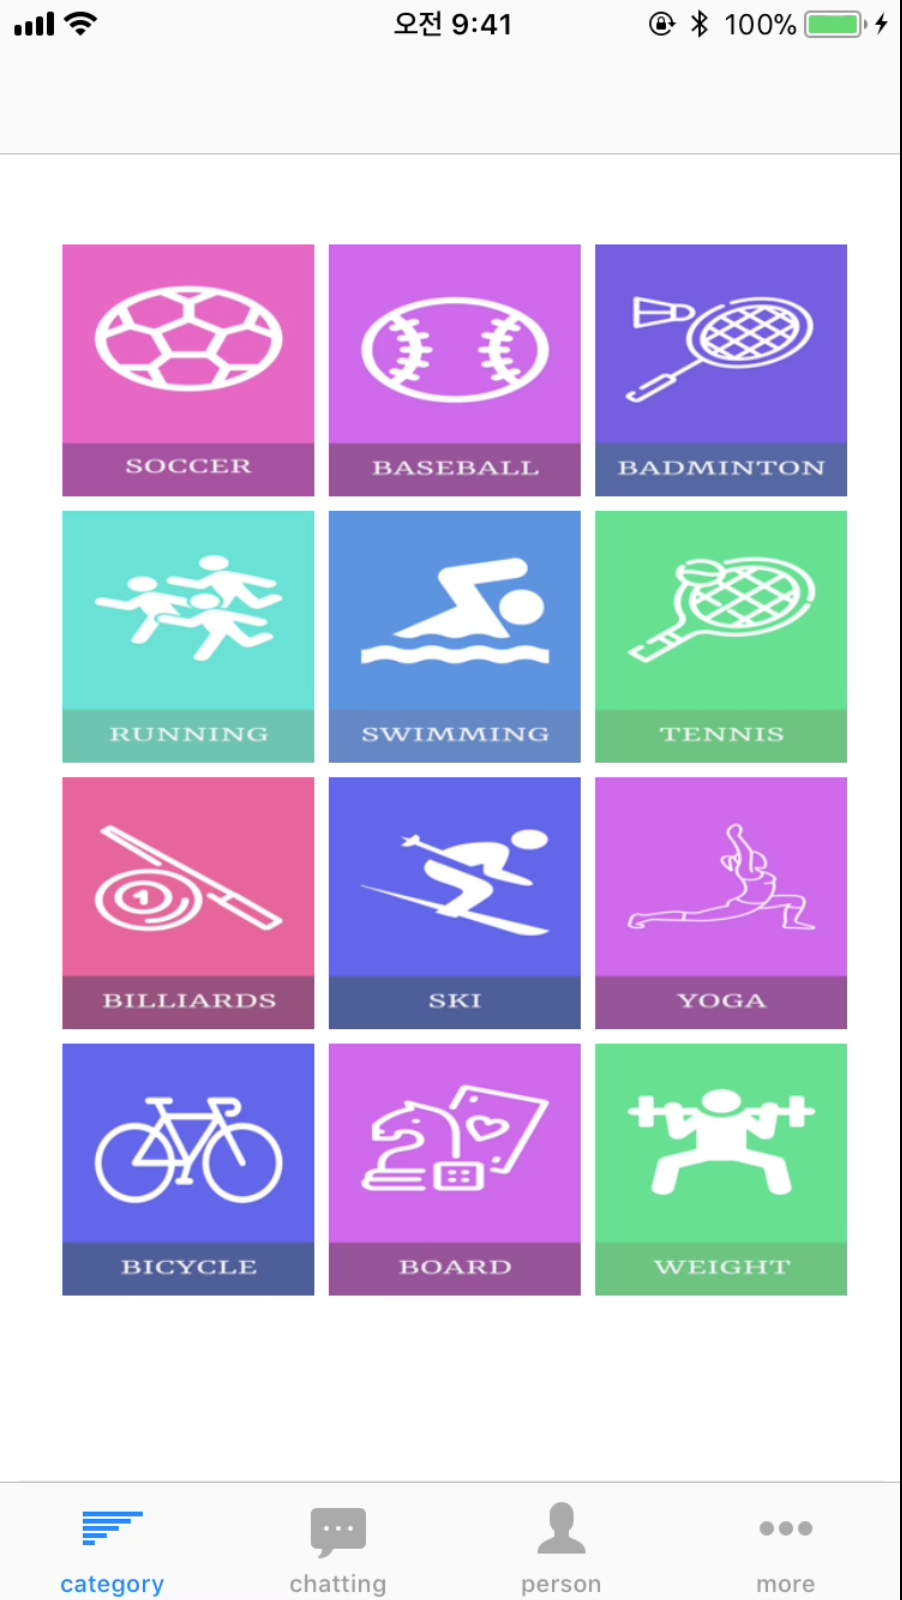 오전 9:41
100%
SOCCER
BASEBALL
BADMINTON
RUNNING
SWIMMING
TENNIS
1
BILLIARDS
SKI
YOGA
BICYCLE
BOARD
WEIGHT
category
chatting
person
more